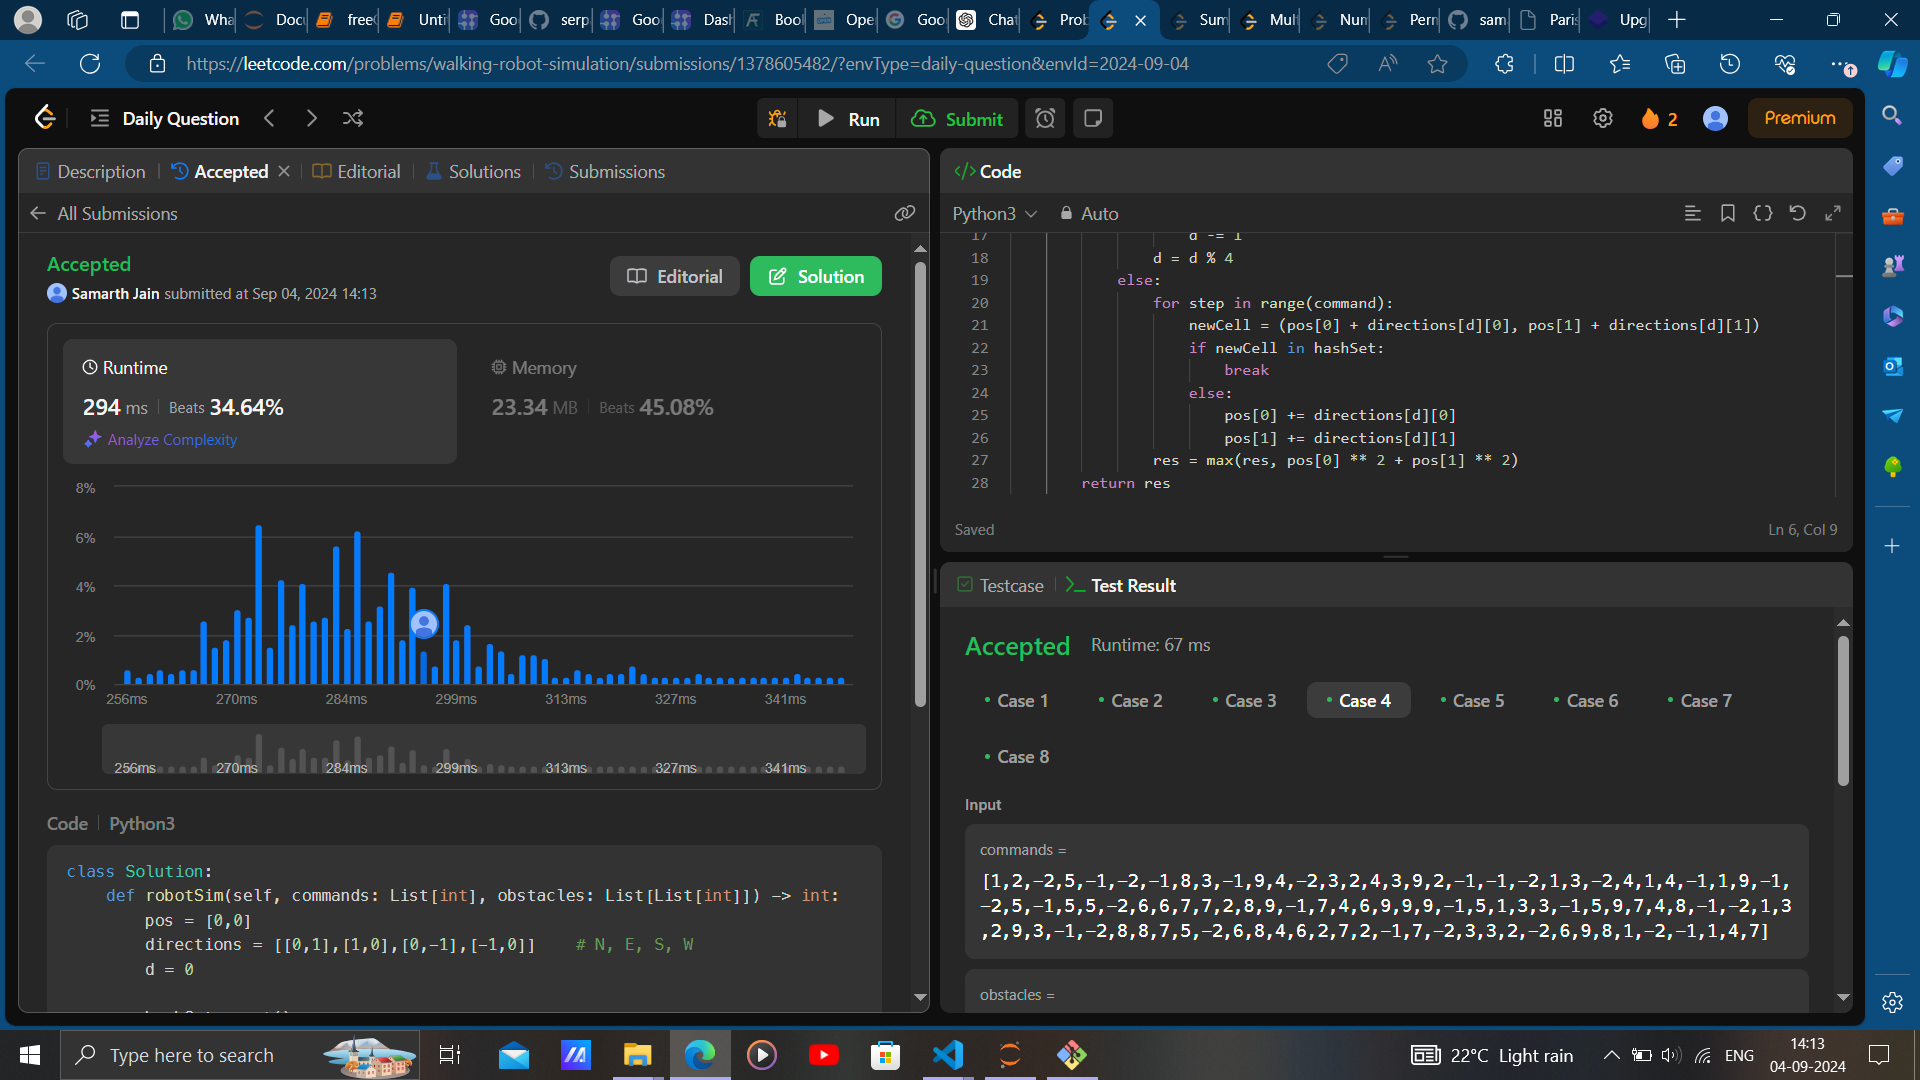 Wha
Docu
free
Unti
Goo
serp
Goo
Dash
Bool
Ope
Goo
Chat
Prob
Sum
Mult
Num
Perm
sam
Paris
Upg
https://leetcode.com/problems/walking-robot-simulation/submissions/1378605482/?envType=daily-question&envId=2024-09-04
Daily Question
Run
Submit
2
Premium
Description
Accepted
Editorial
Solutions
Submissions
All Submissions
Accepted
Samarth Jain submitted at Sep 04, 2024 14:13
Editorial
Solution
Runtime
294 ms Beats 34.64%
Analyze Complexity
Memory
23.34 MB Beats 45.08%
8%
6%
4%
2%
0%
256ms 270ms 284ms 299ms 313ms 327ms 341ms
256ms 270ms 284ms 299ms 313ms 327ms 341ms
Code Python3
class Solution:
def robotSim(self, commands: List[int], obstacles: List[List[int]]) -> int:
pos = [0,0]
directions = [[0,1],[1,0],[0,-1],[-1,0]] # N, E, S, W
d = 0
Code
Python3 Auto
17 d -= 1
18 d = d % 4
19 else:
20 for step in range(command):
21 newCell = (pos[0] + directions[d][0], pos[1] + directions[d][1])
22 if newCell in hashSet:
23 break
24 else:
25 pos[0] += directions[d][0]
26 pos[1] += directions[d][1]
27 res = max(res, pos[0] ** 2 + pos[1] ** 2)
28 return res
Saved
Ln 6, Col 9
Testcase
Test Result
Accepted Runtime: 67 ms
Case 1 Case 2 Case 3 Case 4 Case 5 Case 6 Case 7
Case 8
Input
commands =
[1,2,-2,5,-1,-2,-1,8,3,-1,9,4,-2,3,2,4,3,9,2,-1,-1,-2,1,3,-2,4,1,4,-1,1,9,-1,
-2,5,-1,5,5,-2,6,6,7,7,2,8,9,-1,7,4,6,9,9,9,-1,5,1,3,3,-1,5,9,7,4,8,-1,-2,1,3
,2,9,3,-1,-2,8,8,7,5,-2,6,8,4,6,2,7,2,-1,7,-2,3,3,2,-2,6,9,8,1,-2,-1,1,4,7]
obstacles =
Type here to search
22°C Light rain
ENG
14:13
04-09-2024